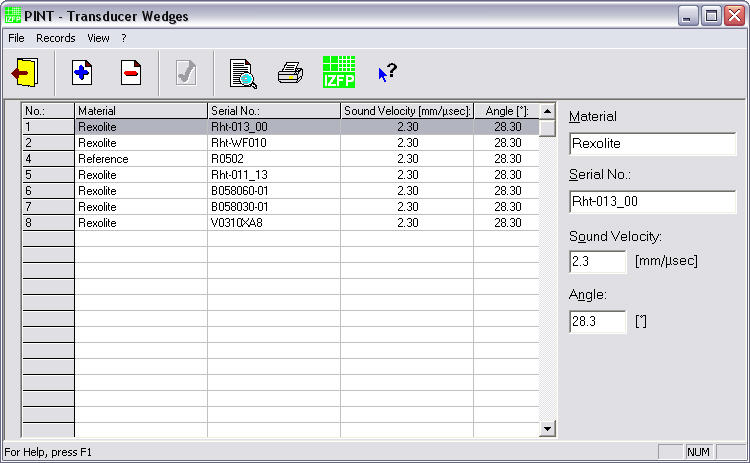 PINT - Transducer Wedges
File Records View ?
IZFP
?
No.: Material Serial No.: Sound Velocity [mm/µsec]: Angle [°]:
1 Rexolite Rht-013_00 2.30 28.30
2 Rexolite Rht-WF010 2.30 28.30
4 Reference R0502 2.30 28.30
5 Rexolite Rht-011_13 2.30 28.30
6 Rexolite B058060-01 2.30 28.30
7 Rexolite B058030-01 2.30 28.30
8 Rexolite V0310XA8 2.30 28.30
Material
Rexolite
Serial No.:
Rht-013_00
Sound Velocity:
2.3 [mm/µsec]
Angle:
28.3 [°]
For Help, press F1
NUM